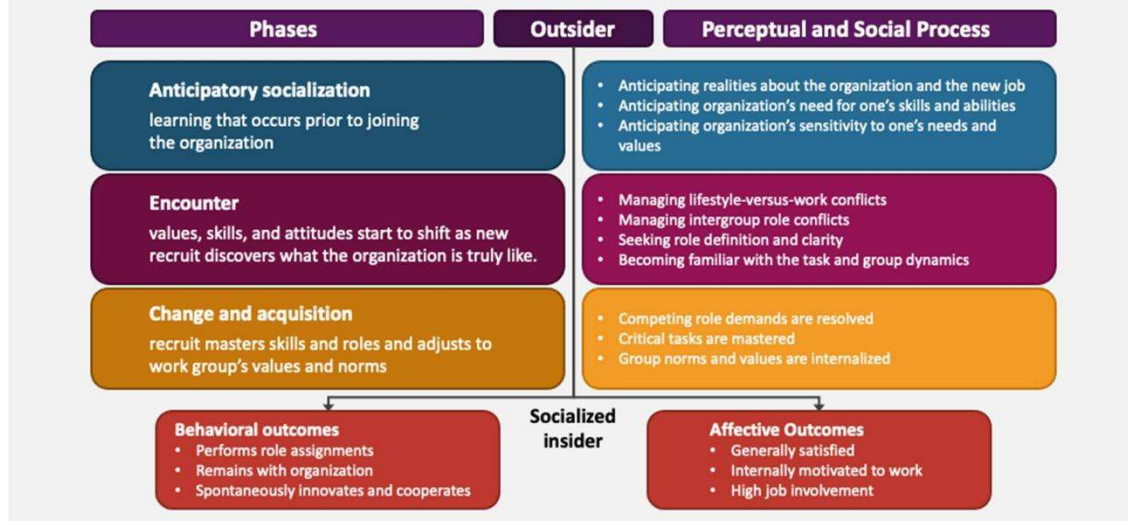 Phases
Outsider
Perceptual and Social Process
Anticipatory socialization
learning that occurs prior to joining
the organization
• Anticipating realities about the organization and the new job
• Anticipating organization's need for one's skills and abilities
• Anticipating organization's sensitivity to one's needs and
values
Encounter
values, skills, and attitudes start to shift as new
recruit discovers what the organization is truly like.
• Managing lifestyle-versus-work conflicts
• Managing intergroup role conflicts
• Seeking role definition and clarity
• Becoming familiar with the task and group dynamics
Change and acquisition
recruit masters skills and roles and adjusts to
work group's values and norms
• Competing role demands are resolved
• Critical tasks are mastered
• Group norms and values are internalized
Behavioral outcomes
• Performs role assignments
• Remains with organization
• Spontaneously innovates and cooperates
Socialized
insider
Affective Outcomes
• Generally satisfied
• Internally motivated to work
• High job involvement